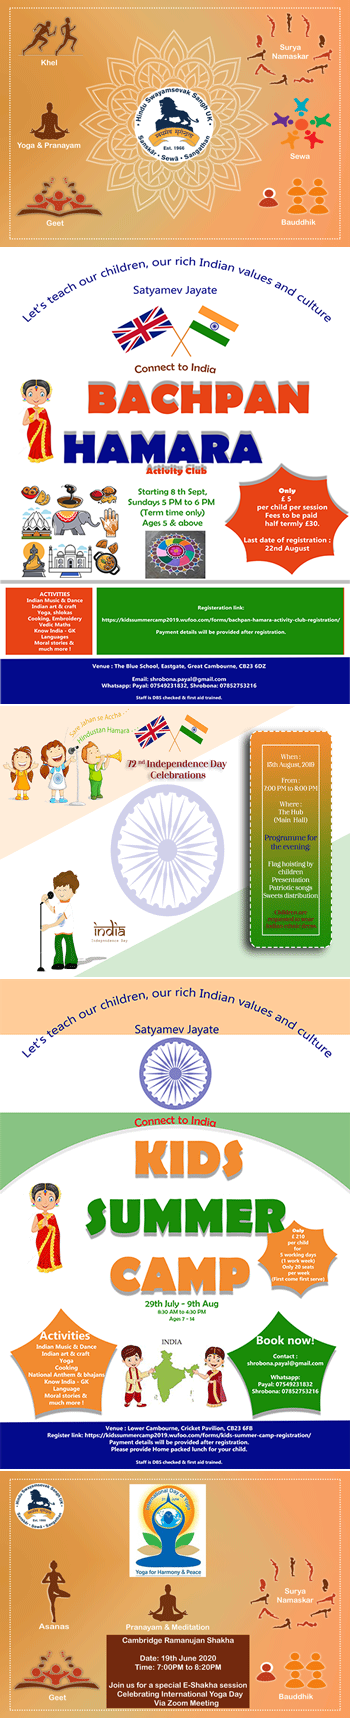 Khel
Surya
Namaskar
Hindu Swayamsevak Sangh UK
Est. 1966
Sanskār • Sewā • Sangathan
Yoga & Pranayam
Sewa
Geet
Bauddhik
Let's teach our children, our rich Indian values and culture
Satyamev Jayate
Connect to India
BACHPAN
HAMARA
Activity Club
Starting 8 th Sept,
Sundays 5 PM to 6 PM
(Term time only)
Ages 5 & above
Only
£ 5
per child per session
Fees to be paid
half termly £30.
Last date of registration :
22nd August
ACTIVITIES
Indian Music & Dance
Indian art & craft
Yoga, shlokas
Cooking, Embroidery
Vedic Maths
Know India - GK
Languages
Moral stories &
much more !
Registeration link:
https://kidssummercamp2019.wufoo.com/forms/bachpan-hamara-activity-club-registration/
Payment details will be provided after registration.
Venue : The Blue School, Eastgate, Great Cambourne, CB23 6DZ
Email: shrobona.payal@gmail.com
Whatsapp: Payal: 07549231832, Shrobona: 07852753216
Staff is DBS checked & first aid trained.
Sare Jahan se Accha
Hindustan Hamara
72nd Independence Day
Celebrations
When :
15th August, 2019
From :
7:00 PM to 8:00 PM
Where :
The Hub
(Main Hall)
Programme for
the evening:
Flag hoisting by
children
Presentation
Patriotic songs
Sweets distribution
Children are
requested to wear
india
Independence Day
Let's teach our children, our rich Indian values and culture
Satyamev Jayate
Connect to India
KIDS
SUMMER
CAMP
Only
£ 210
per child
for
5 working days
(1 work week)
Only 20 seats
per week
(First come first serve)
29th July - 9th Aug
8:30 AM to 4:30 PM
Ages 7 - 14
Activities
Indian Music & Dance
Indian art & craft
Yoga
Cooking
National Anthem & bhajans
Know India - GK
Language
Moral stories &
much more !
INDIA
Book now!
Contact :
shrobona.payal@gmail.com
Whatsapp:
Payal: 07549231832
Shrobona: 07852753216
Venue : Lower Cambourne, Cricket Pavilion, CB23 6FB
Register link: https://kidssummercamp2019.wufoo.com/forms/kids-summer-camp-registration/
Payment details will be provided after registration.
Please provide Home packed lunch for your child.
Staff is DBS checked & first aid trained.
Hindu Swayamsevak Sangh UK
International Day of Yoga
21 June
Yoga for Harmony & Peace
Surya
Namaskar
Asanas
Pranayam & Meditation
Cambridge Ramanujan Shakha
Date: 19th June 2020
Time: 7:00PM to 8:20PM
Join us for a special E-Shakha session
Celebrating International Yoga Day
Via Zoom Meeting
Geet
Bauddhik